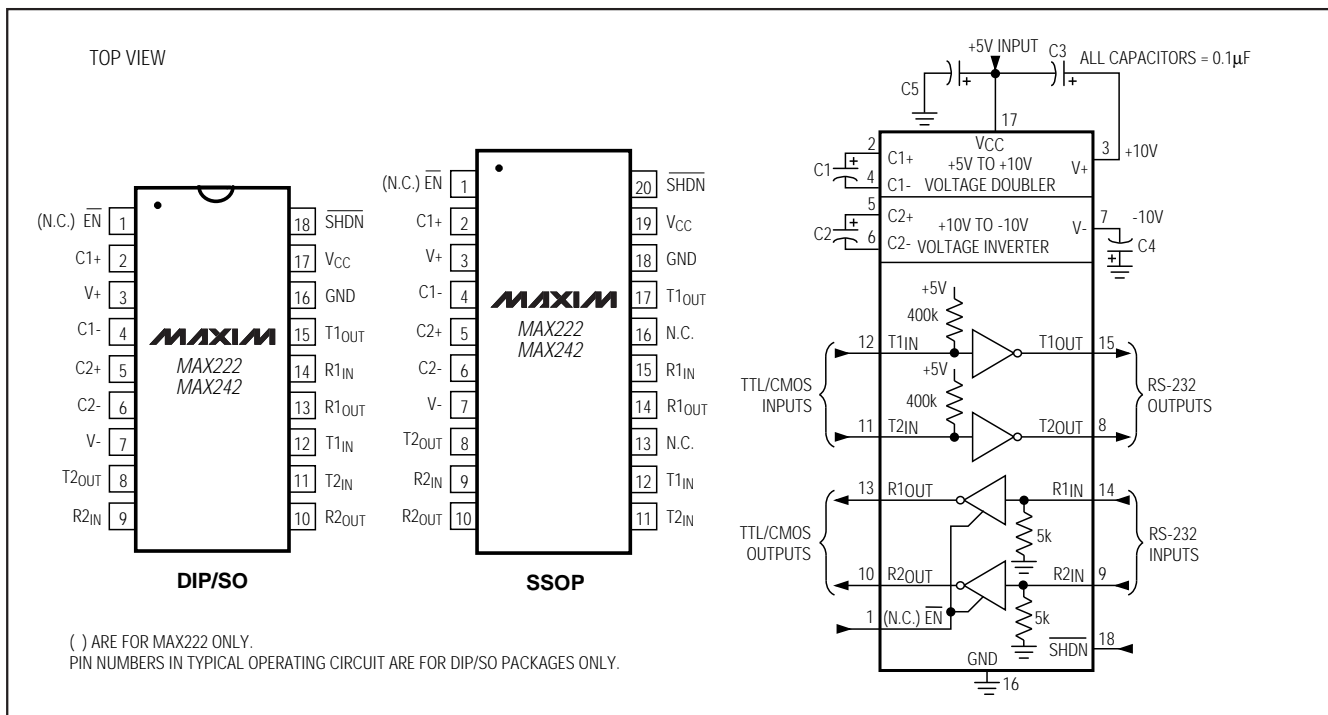 TOP VIEW
(N.C.) EN 1
C1+ 2
V+ 3
C1- 4
C2+ 5
C2- 6
V- 7
T2OUT 8
R2IN 9
18 SHDN
17 VCC
16 GND
15 T1OUT
14 R1IN
13 R1OUT
12 T1IN
11 T2IN
10 R2OUT
MAXIM
MAX222
MAX242
DIP/SO
(N.C.) EN 1
C1+ 2
V+ 3
C1- 4
C2+ 5
C2- 6
V- 7
T2OUT 8
R2IN 9
R2OUT 10
20 SHDN
19 VCC
18 GND
17 T1OUT
16 N.C.
15 R1IN
14 R1OUT
13 N.C.
12 T1IN
11 T2IN
MAXIM
MAX222
MAX242
SSOP
( ) ARE FOR MAX222 ONLY.
PIN NUMBERS IN TYPICAL OPERATING CIRCUIT ARE FOR DIP/SO PACKAGES ONLY.
+5V INPUT
C3
ALL CAPACITORS = 0.1µF
C5
+
+
17
VCC
+5V TO +10V
VOLTAGE DOUBLER
2
C1+
C1
+
4
C1-
3
V+
+10V
5
C2+
C2
+
6
C2-
+10V TO -10V
VOLTAGE INVERTER
7
V-
-10V
C4
+
+5V
400k
12
T1IN
T1OUT
15
+5V
400k
TTL/CMOS
INPUTS
RS-232
OUTPUTS
11
T2IN
T2OUT
8
13
R1OUT
R1IN
14
5k
TTL/CMOS
OUTPUTS
RS-232
INPUTS
10
R2OUT
R2IN
9
5k
1
(N.C.) EN
SHDN
18
GND
16